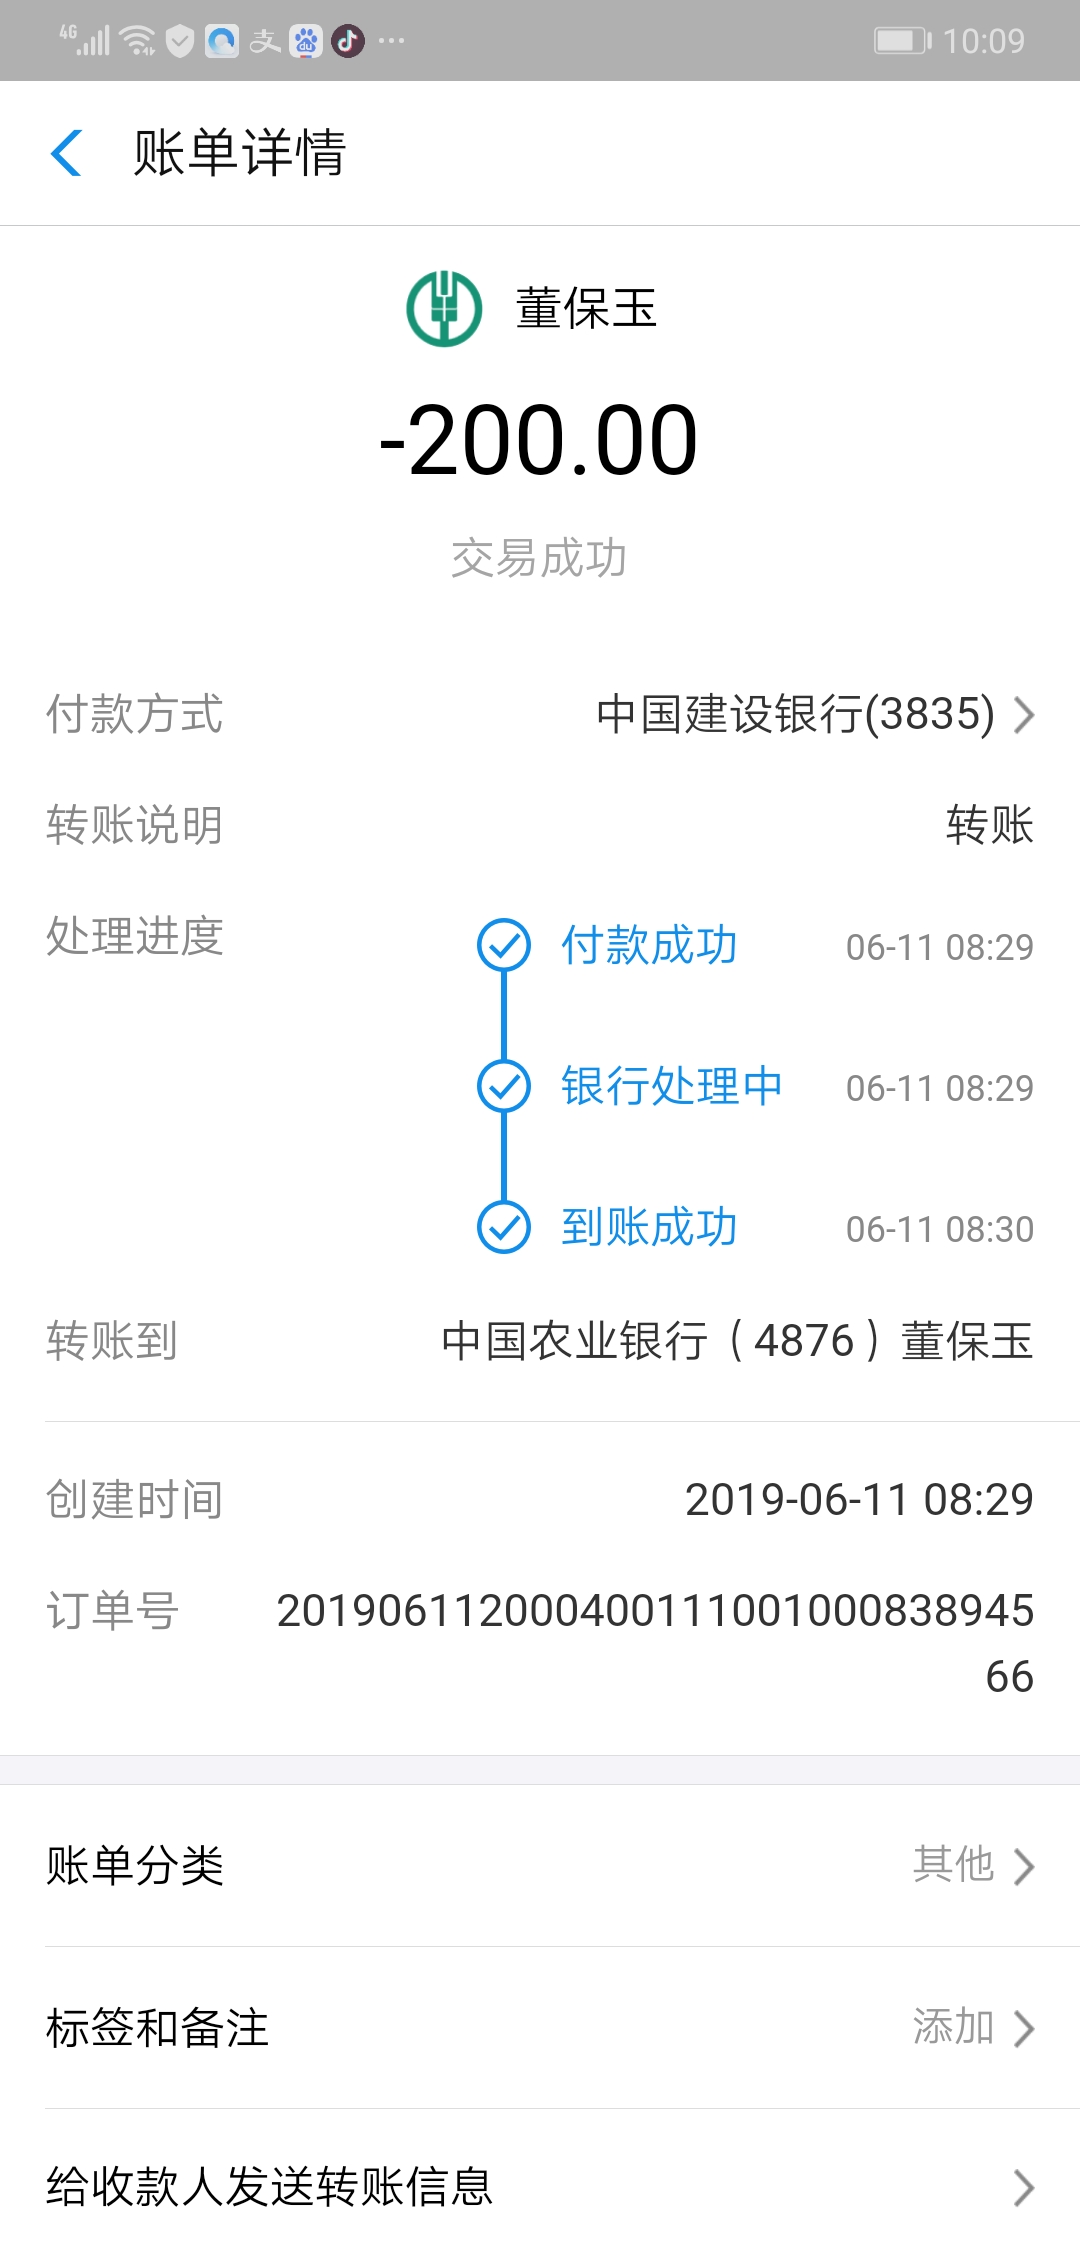 4G 10:09
账单详情
董保玉
-200.00
交易成功
付款方式 中国建设银行(3835)
转账说明 转账
处理进度 付款成功 06-11 08:29
银行处理中 06-11 08:29
到账成功 06-11 08:30
转账到 中国农业银行（4876）董保玉
创建时间 2019-06-11 08:29
订单号 201906112000400111001000838945
66
账单分类 其他
标签和备注 添加
给收款人发送转账信息